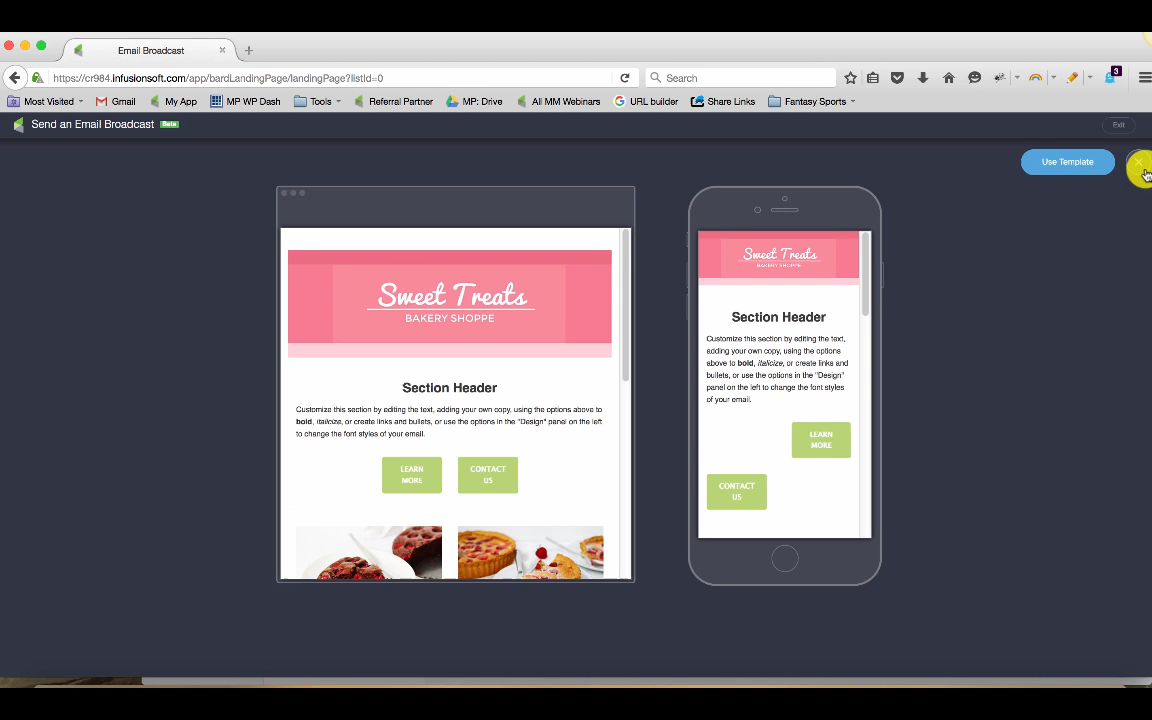 Email Broadcast
https://cr984.infusionsoft.com/app/bardLandingPage/landingPage?listId=0
Search
3
Most Visited
Gmail
My App
MP WP Dash
Tools
Referral Partner
MP: Drive
All MM Webinars
URL builder
Share Links
Fantasy Sports
Send an Email Broadcast
Beta
Exit
Use Template
Sweet Treats
BAKERY SHOPPE
Section Header
Customize this section by editing the text, adding your own copy, using the options above to
bold, italicize, or create links and bullets, or use the options in the "Design" panel on the left
to change the font styles of your email.
LEARN
MORE
CONTACT
US
Sweet Treats
BAKERY SHOPPE
Section Header
Customize this section by editing the text,
adding your own copy, using the options
above to bold, italicize, or create links and
bullets, or use the options in the "Design"
panel on the left to change the font styles
of your email.
LEARN
MORE
CONTACT
US